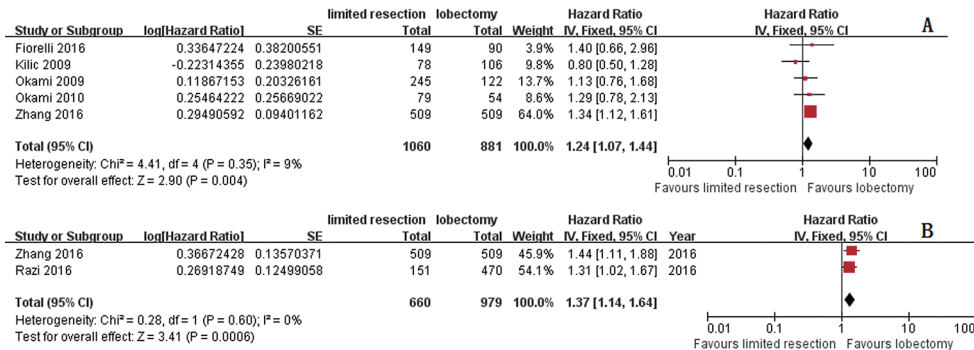 limited resection lobectomy Hazard Ratio Hazard Ratio A
Study or Subgroup log[Hazard Ratio] SE Total Total Weight IV, Fixed, 95% CI IV, Fixed, 95% CI
Fiorelli 2016 0.33647224 0.38200551 149 90 3.9% 1.40 [0.66, 2.96]
Kilic 2009 -0.22314355 0.23980218 78 106 9.8% 0.80 [0.50, 1.28]
Okami 2009 0.11867153 0.20326161 245 122 13.7% 1.13 [0.76, 1.68]
Okami 2010 0.25464222 0.25669022 79 54 8.6% 1.29 [0.78, 2.13]
Zhang 2016 0.29490592 0.09401162 509 509 64.0% 1.34 [1.12, 1.61]
Total (95% CI) 1060 881 100.0% 1.24 [1.07, 1.44]
Heterogeneity: Chi² = 4.41, df = 4 (P = 0.35); I² = 9%
Test for overall effect: Z = 2.90 (P = 0.004)
0.01 0.1 1 10 100
Favours limited resection Favours lobectomy
limited resection lobectomy Hazard Ratio Hazard Ratio B
Study or Subgroup log[Hazard Ratio] SE Total Total Weight IV, Fixed, 95% CI Year IV, Fixed, 95% CI
Zhang 2016 0.36672428 0.13570371 509 509 45.9% 1.44 [1.11, 1.88] 2016
Razi 2016 0.26918749 0.12499058 151 470 54.1% 1.31 [1.02, 1.67] 2016
Total (95% CI) 660 979 100.0% 1.37 [1.14, 1.64]
Heterogeneity: Chi² = 0.28, df = 1 (P = 0.60); I² = 0%
Test for overall effect: Z = 3.41 (P = 0.0006)
0.01 0.1 1 10 100
Favours limited resection Favours lobectomy